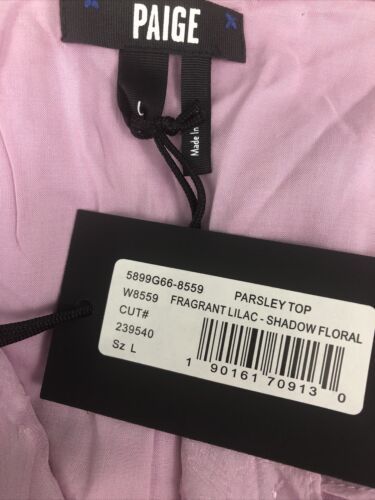 PAIGE
Made In
5899G66-8559 PARSLEY TOP
W8559 FRAGRANT LILAC - SHADOW FLORAL
CUT#
239540
Sz L
1 90161 70913 0